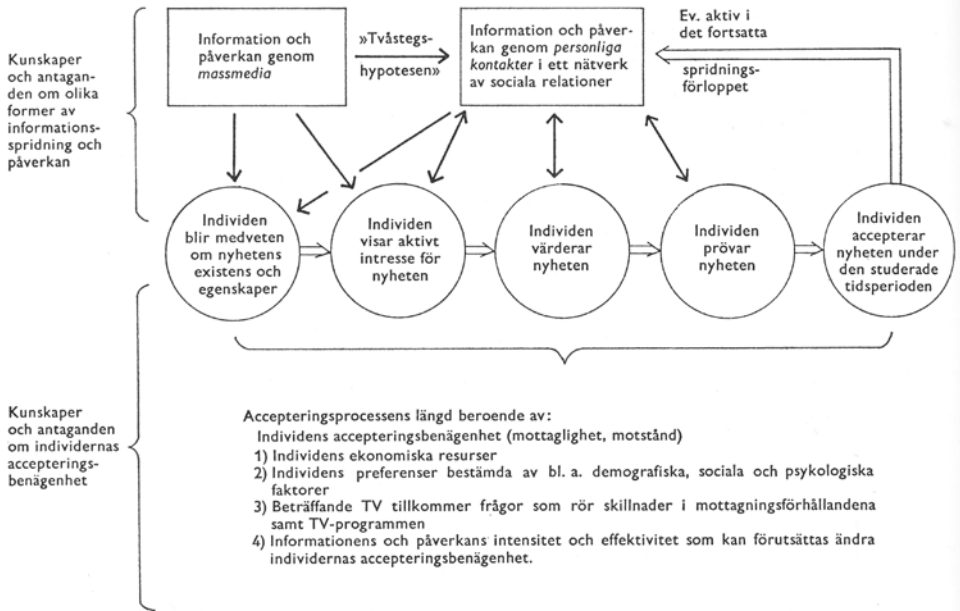 Kunskaper
och antagan-
den om olika
former av
informations-
spridning och
påverkan
Information och
påverkan genom
massmedia
»Tvåstegs-
hypotesen»
Information och påver-
kan genom personliga
kontakter i ett nätverk
av sociala relationer
Ev. aktiv i
det fortsatta
spridnings-
förloppet
Individen
blir medveten
om nyhetens
existens och
egenskaper
Individen
visar aktivt
intresse för
nyheten
Individen
värderar
nyheten
Individen
prövar
nyheten
Individen
accepterar
nyheten under
den studerade
tidsperioden
Kunskaper
och antaganden
om individernas
accepterings-
benägenhet
Accepteringsprocessens längd beroende av:
Individens accepteringsbenägenhet (mottaglighet, motstånd)
1) Individens ekonomiska resurser
2) Individens preferenser bestämda av bl. a. demografiska, sociala och psykologiska
faktorer
3) Beträffande TV tillkommer frågor som rör skillnader i mottagningsförhållandena
samt TV-programmen
4) Informationens och påverkans intensitet och effektivitet som kan förutsättas ändra
individernas accepteringsbenägenhet.